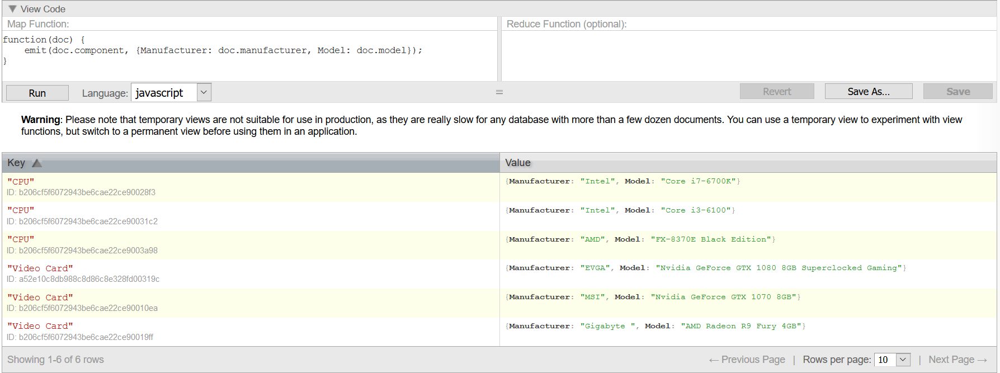 ▼ View Code
Map Function:
Reduce Function (optional):
function(doc) {
    emit(doc.component, {Manufacturer: doc.manufacturer, Model: doc.model});
}
Run Language: javascript = Revert Save As... Save
Warning: Please note that temporary views are not suitable for use in production, as they are really slow for any database with more than a few dozen documents. You can use a temporary view to experiment with view
functions, but switch to a permanent view before using them in an application.
Key ▲ Value
"CPU" {Manufacturer: "Intel", Model: "Core i7-6700K"}
ID: b206cf5f6072943be6cae22ce90028f3
"CPU" {Manufacturer: "Intel", Model: "Core i3-6100"}
ID: b206cf5f6072943be6cae22ce90031c2
"CPU" {Manufacturer: "AMD", Model: "FX-8370E Black Edition"}
ID: b206cf5f6072943be6cae22ce9003a98
"Video Card" {Manufacturer: "EVGA", Model: "Nvidia GeForce GTX 1080 8GB Superclocked Gaming"}
ID: a52e10c8db988c8d86c8e328fd00319c
"Video Card" {Manufacturer: "MSI", Model: "Nvidia GeForce GTX 1070 8GB"}
ID: b206cf5f6072943be6cae22ce90010ea
"Video Card" {Manufacturer: "Gigabyte ", Model: "AMD Radeon R9 Fury 4GB"}
ID: b206cf5f6072943be6cae22ce90019ff
Showing 1-6 of 6 rows ← Previous Page | Rows per page: 10 | Next Page →